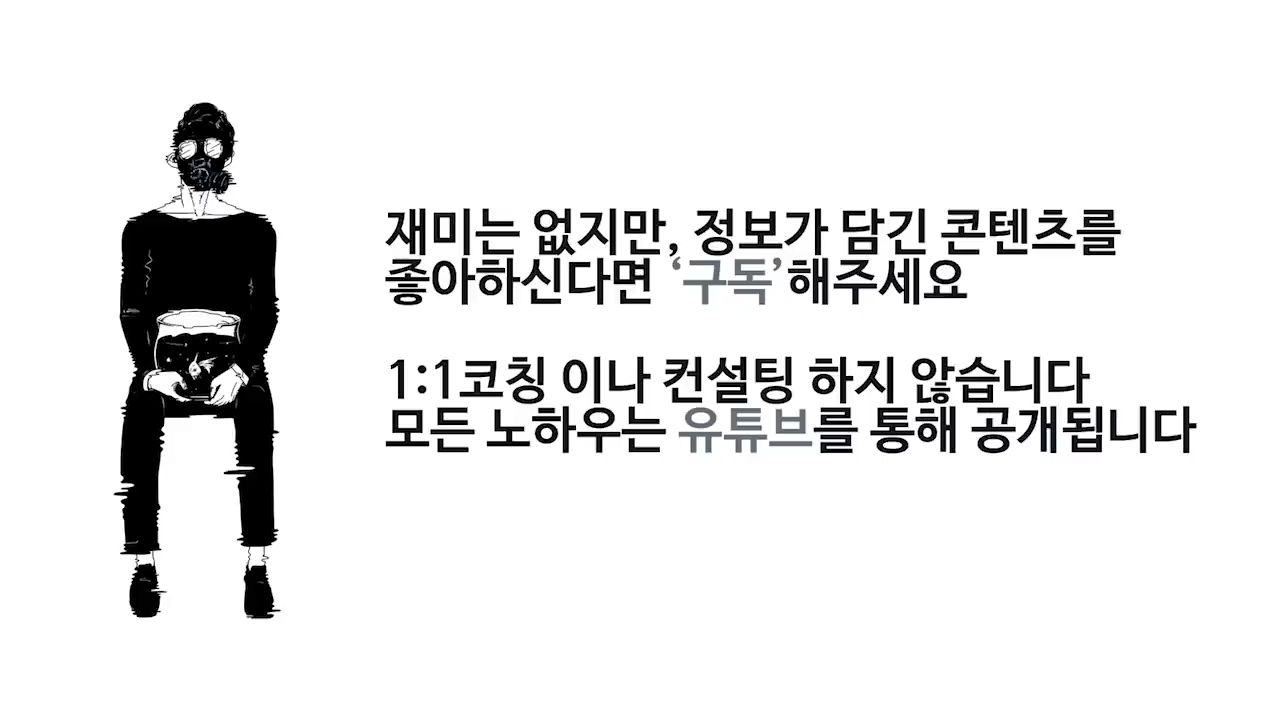 재미는 없지만, 정보가 담긴 콘텐츠를
좋아하신다면 ‘구독’해주세요
1:1코칭 이나 컨설팅 하지 않습니다
모든 노하우는 유튜브를 통해 공개됩니다